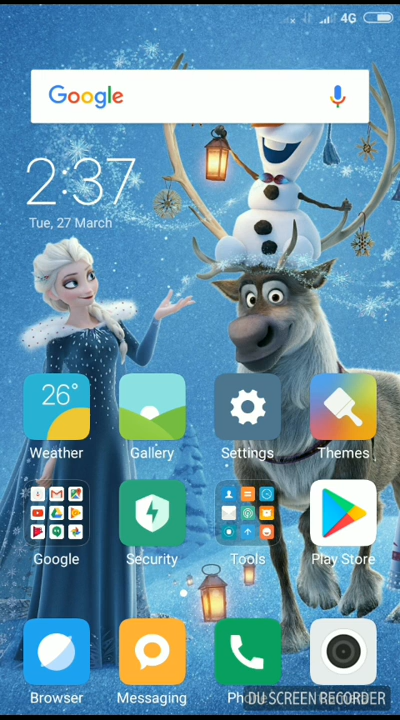 4G
Google
2:37
Tue, 27 March
26°
Weather
Gallery
Settings
Themes
Google
Security
Tools
Play Store
Browser
Messaging
Pho
DU SCREEN RECORDER